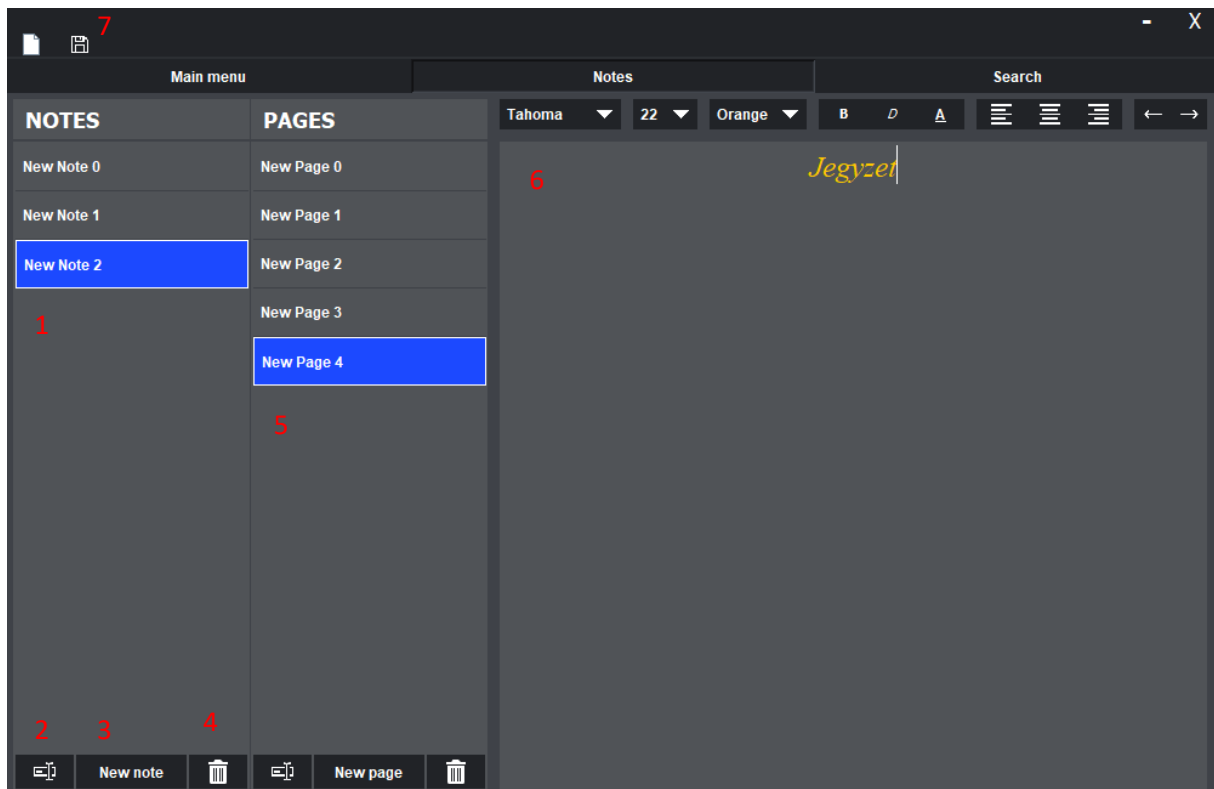 7
- X
Main menu Notes Search
NOTES PAGES Tahoma 22 Orange B D A ← →
New Note 0 New Page 0 6 Jegyzet
New Note 1 New Page 1
New Note 2 New Page 2
1 New Page 3
New Page 4
5
2 3 4
New note New page